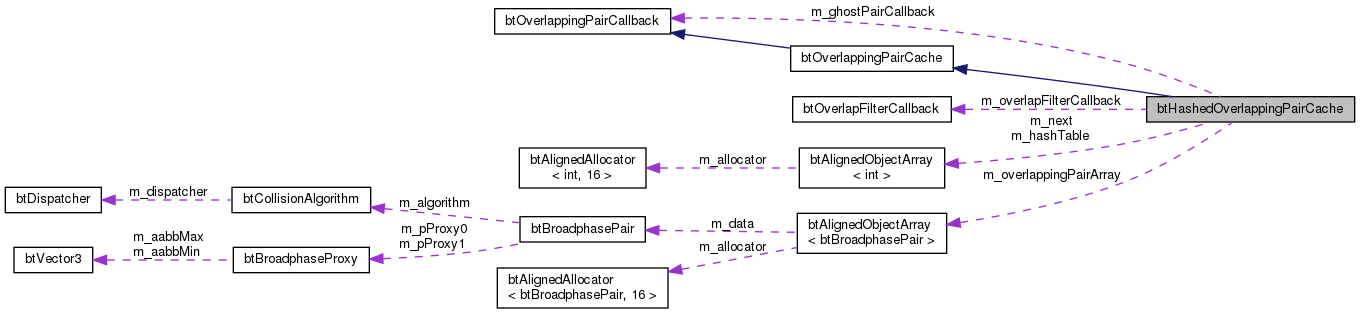 m_ghostPairCallback
btOverlappingPairCallback
btOverlappingPairCache
btOverlapFilterCallback
m_overlapFilterCallback
btHashedOverlappingPairCache
m_next
m_hashTable
btAlignedAllocator
< int, 16 >
m_allocator
btAlignedObjectArray
< int >
m_overlappingPairArray
btDispatcher
m_dispatcher
btCollisionAlgorithm
m_algorithm
m_pProxy0
m_pProxy1
btBroadphasePair
m_data
m_allocator
btAlignedObjectArray
< btBroadphasePair >
btVector3
m_aabbMax
m_aabbMin
btBroadphaseProxy
btAlignedAllocator
< btBroadphasePair, 16 >